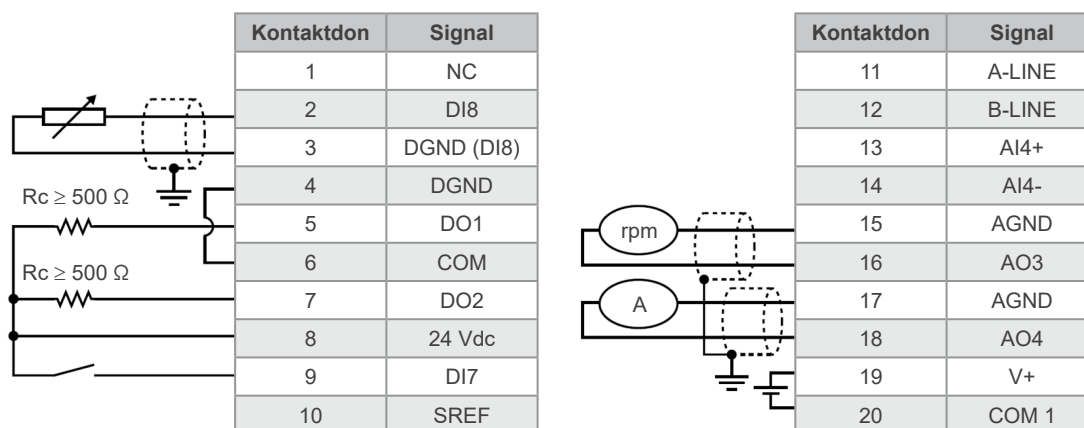 Kontaktdon Signal
1 NC
2 DI8
3 DGND (DI8)
4 DGND
Rc ≥ 500 Ω
5 DO1
6 COM
Rc ≥ 500 Ω
7 DO2
8 24 Vdc
9 DI7
10 SREF
Kontaktdon Signal
11 A-LINE
12 B-LINE
13 AI4+
14 AI4-
rpm
15 AGND
16 AO3
A
17 AGND
18 AO4
19 V+
20 COM 1